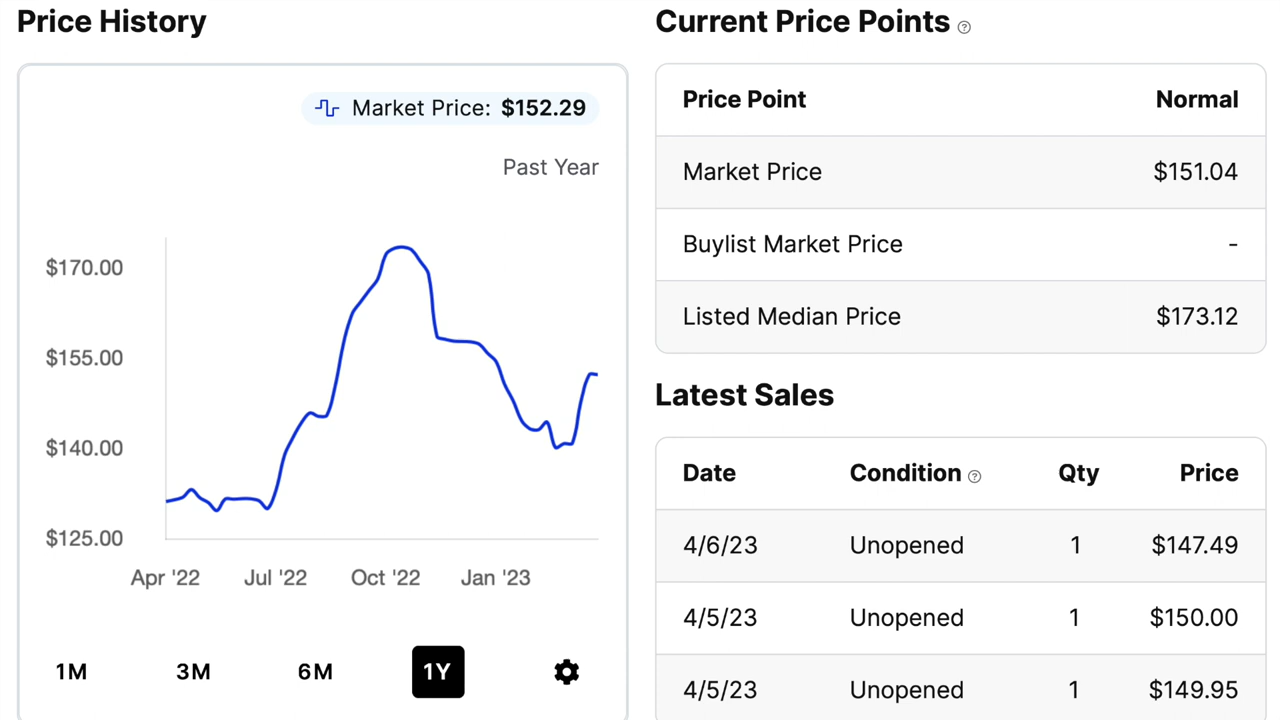 Price History
Market Price: $152.29
Past Year
$170.00
$155.00
$140.00
$125.00
Apr '22 Jul '22 Oct '22 Jan '23
1M 3M 6M 1Y
Current Price Points ?
Price Point Normal
Market Price $151.04
Buylist Market Price -
Listed Median Price $173.12
Latest Sales
Date Condition ? Qty Price
4/6/23 Unopened 1 $147.49
4/5/23 Unopened 1 $150.00
4/5/23 Unopened 1 $149.95